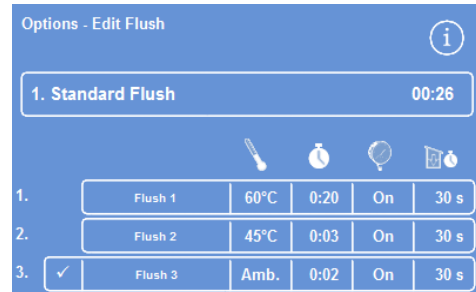 Options - Edit Flush
i
1. Standard Flush 00:26
1. Flush 1 60°C 0:20 On 30 s
2. Flush 2 45°C 0:03 On 30 s
3. ✓ Flush 3 Amb. 0:02 On 30 s